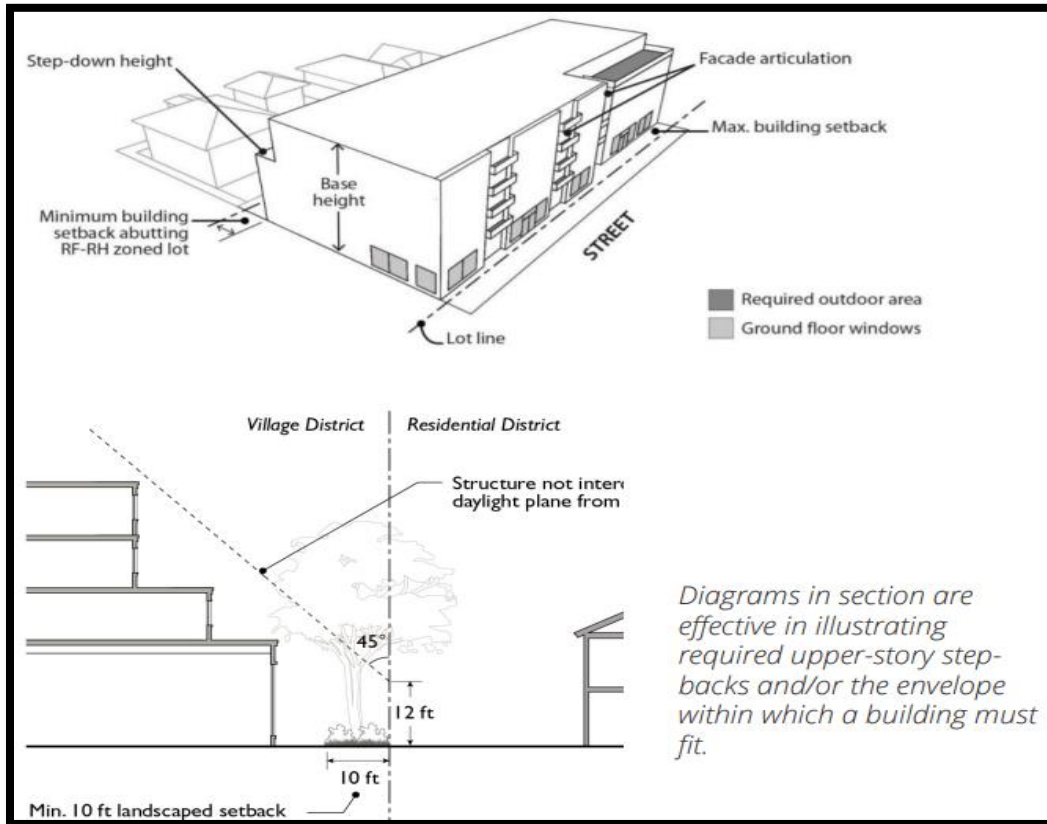 Step-down height
Facade articulation
Max. building setback
Base
height
Minimum building
setback abutting
RF-RH zoned lot
STREET
Required outdoor area
Ground floor windows
Lot line
Village District
Residential District
Structure not
daylight plane from
45°
12 ft
10 ft
Min. 10 ft landscaped setback
Diagrams in section are
effective in illustrating
required upper-story step-
backs and/or the envelope
within which a building must
fit.